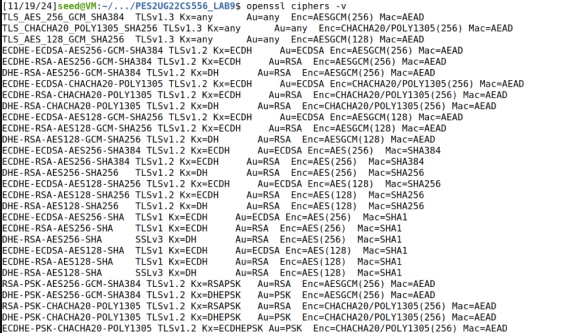 [11/19/24]seed@VM:~/.../PES2UG22CS556_LAB9$ openssl ciphers -v
TLS_AES_256_GCM_SHA384  TLSv1.3 Kx=any      Au=any  Enc=AESGCM(256) Mac=AEAD
TLS_CHACHA20_POLY1305_SHA256 TLSv1.3 Kx=any      Au=any  Enc=CHACHA20/POLY1305(256) Mac=AEAD
TLS_AES_128_GCM_SHA256  TLSv1.3 Kx=any      Au=any  Enc=AESGCM(128) Mac=AEAD
ECDHE-ECDSA-AES256-GCM-SHA384 TLSv1.2 Kx=ECDH     Au=ECDSA Enc=AESGCM(256) Mac=AEAD
ECDHE-RSA-AES256-GCM-SHA384 TLSv1.2 Kx=ECDH     Au=RSA  Enc=AESGCM(256) Mac=AEAD
DHE-RSA-AES256-GCM-SHA384 TLSv1.2 Kx=DH       Au=RSA  Enc=AESGCM(256) Mac=AEAD
ECDHE-ECDSA-CHACHA20-POLY1305 TLSv1.2 Kx=ECDH     Au=ECDSA Enc=CHACHA20/POLY1305(256) Mac=AEAD
ECDHE-RSA-CHACHA20-POLY1305 TLSv1.2 Kx=ECDH     Au=RSA  Enc=CHACHA20/POLY1305(256) Mac=AEAD
DHE-RSA-CHACHA20-POLY1305 TLSv1.2 Kx=DH       Au=RSA  Enc=CHACHA20/POLY1305(256) Mac=AEAD
ECDHE-ECDSA-AES128-GCM-SHA256 TLSv1.2 Kx=ECDH     Au=ECDSA Enc=AESGCM(128) Mac=AEAD
ECDHE-RSA-AES128-GCM-SHA256 TLSv1.2 Kx=ECDH     Au=RSA  Enc=AESGCM(128) Mac=AEAD
DHE-RSA-AES128-GCM-SHA256 TLSv1.2 Kx=DH       Au=RSA  Enc=AESGCM(128) Mac=AEAD
ECDHE-ECDSA-AES256-SHA384 TLSv1.2 Kx=ECDH     Au=ECDSA Enc=AES(256)  Mac=SHA384
ECDHE-RSA-AES256-SHA384 TLSv1.2 Kx=ECDH     Au=RSA  Enc=AES(256)  Mac=SHA384
DHE-RSA-AES256-SHA256   TLSv1.2 Kx=DH       Au=RSA  Enc=AES(256)  Mac=SHA256
ECDHE-ECDSA-AES128-SHA256 TLSv1.2 Kx=ECDH     Au=ECDSA Enc=AES(128)  Mac=SHA256
ECDHE-RSA-AES128-SHA256 TLSv1.2 Kx=ECDH     Au=RSA  Enc=AES(128)  Mac=SHA256
DHE-RSA-AES128-SHA256   TLSv1.2 Kx=DH       Au=RSA  Enc=AES(128)  Mac=SHA256
ECDHE-ECDSA-AES256-SHA  TLSv1 Kx=ECDH     Au=ECDSA Enc=AES(256)  Mac=SHA1
ECDHE-RSA-AES256-SHA    TLSv1 Kx=ECDH     Au=RSA  Enc=AES(256)  Mac=SHA1
DHE-RSA-AES256-SHA      SSLv3 Kx=DH       Au=RSA  Enc=AES(256)  Mac=SHA1
ECDHE-ECDSA-AES128-SHA  TLSv1 Kx=ECDH     Au=ECDSA Enc=AES(128)  Mac=SHA1
ECDHE-RSA-AES128-SHA    TLSv1 Kx=ECDH     Au=RSA  Enc=AES(128)  Mac=SHA1
DHE-RSA-AES128-SHA      SSLv3 Kx=DH       Au=RSA  Enc=AES(128)  Mac=SHA1
RSA-PSK-AES256-GCM-SHA384 TLSv1.2 Kx=RSAPSK   Au=RSA  Enc=AESGCM(256) Mac=AEAD
DHE-PSK-AES256-GCM-SHA384 TLSv1.2 Kx=DHEPSK   Au=PSK  Enc=AESGCM(256) Mac=AEAD
RSA-PSK-CHACHA20-POLY1305 TLSv1.2 Kx=RSAPSK   Au=RSA  Enc=CHACHA20/POLY1305(256) Mac=AEAD
DHE-PSK-CHACHA20-POLY1305 TLSv1.2 Kx=DHEPSK   Au=PSK  Enc=CHACHA20/POLY1305(256) Mac=AEAD
ECDHE-PSK-CHACHA20-POLY1305 TLSv1.2 Kx=ECDHEPSK Au=PSK  Enc=CHACHA20/POLY1305(256) Mac=AEAD